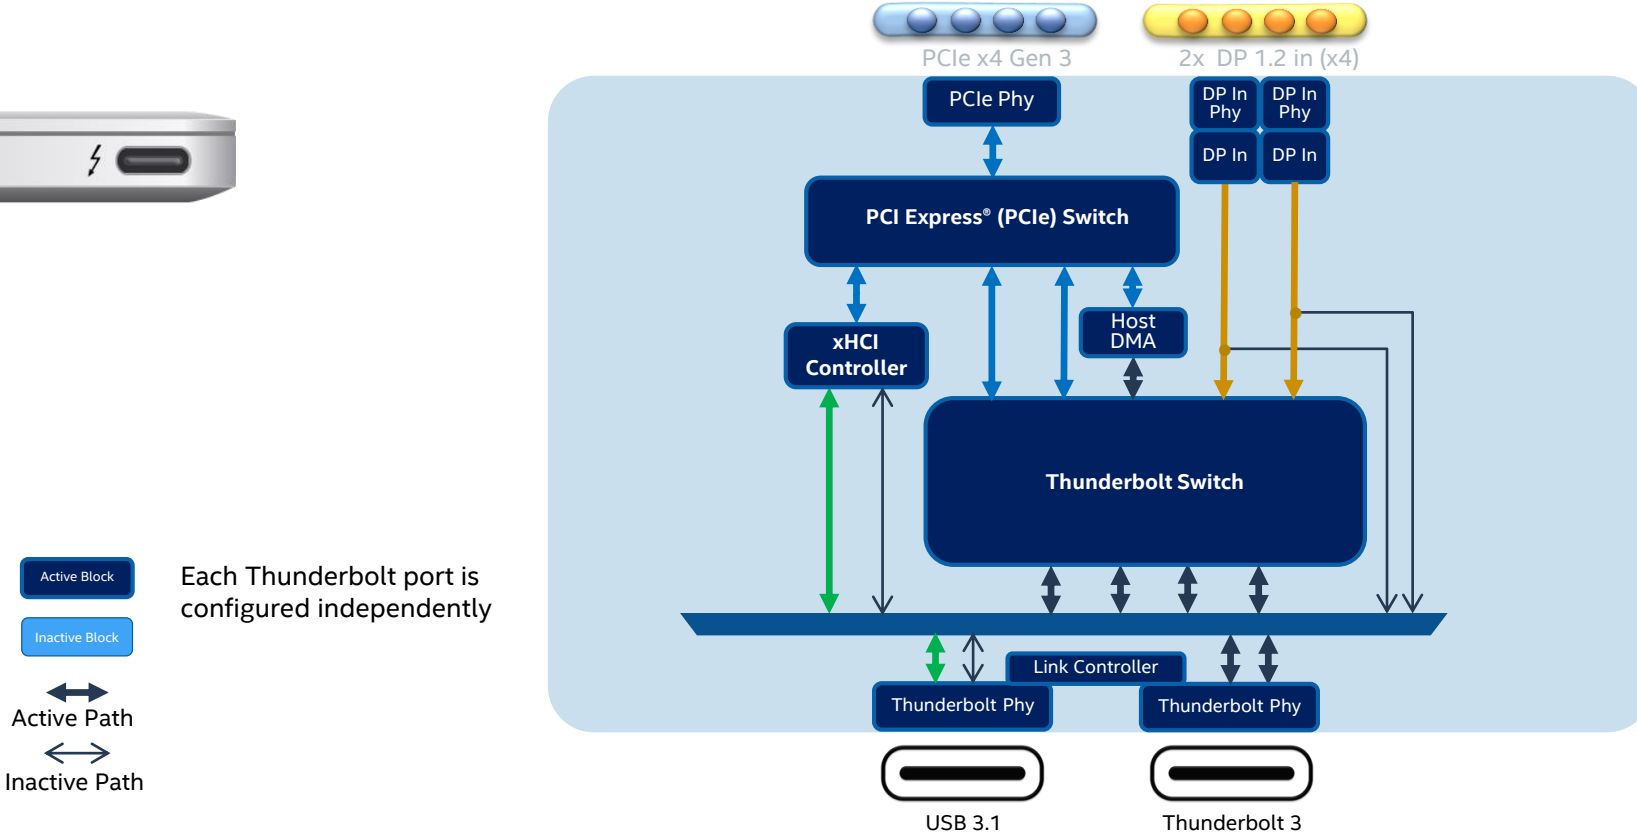 PCIe x4 Gen 3
2x DP 1.2 in (x4)
PCIe Phy
DP In
Phy
DP In
Phy
DP In
DP In
PCI Express® (PCIe) Switch
Host
DMA
xHCI
Controller
Thunderbolt Switch
Active Block
Inactive Block
Active Path
Inactive Path
Each Thunderbolt port is
configured independently
Link Controller
Thunderbolt Phy
Thunderbolt Phy
USB 3.1
Thunderbolt 3